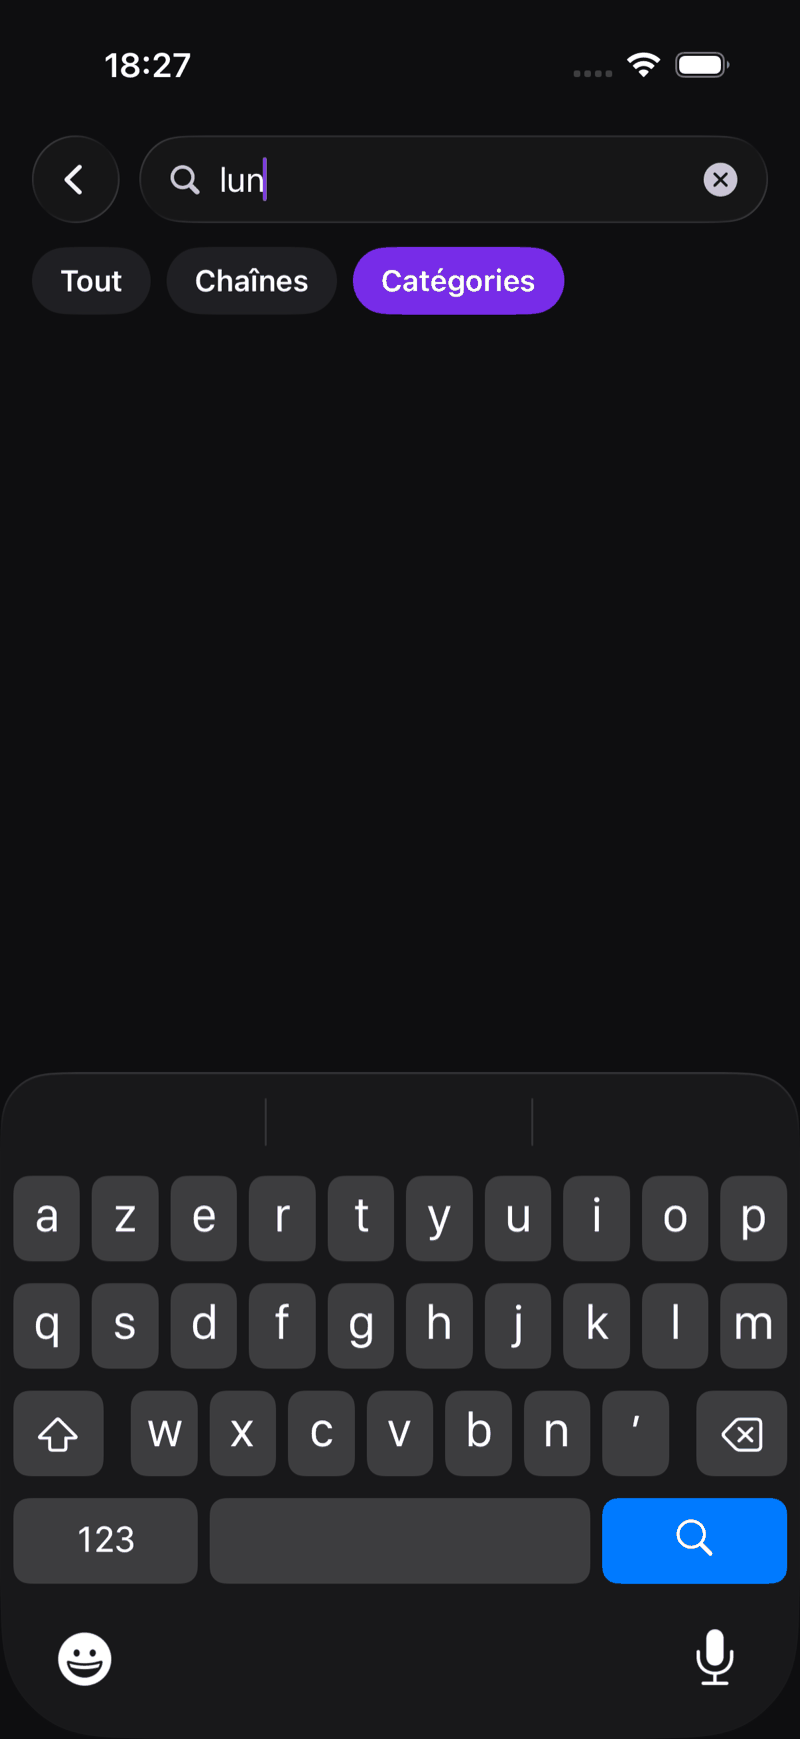 18:27
lun
Tout Chaînes Catégories
a z e r t y u i o p
q s d f g h j k l m
w x c v b n ′
123